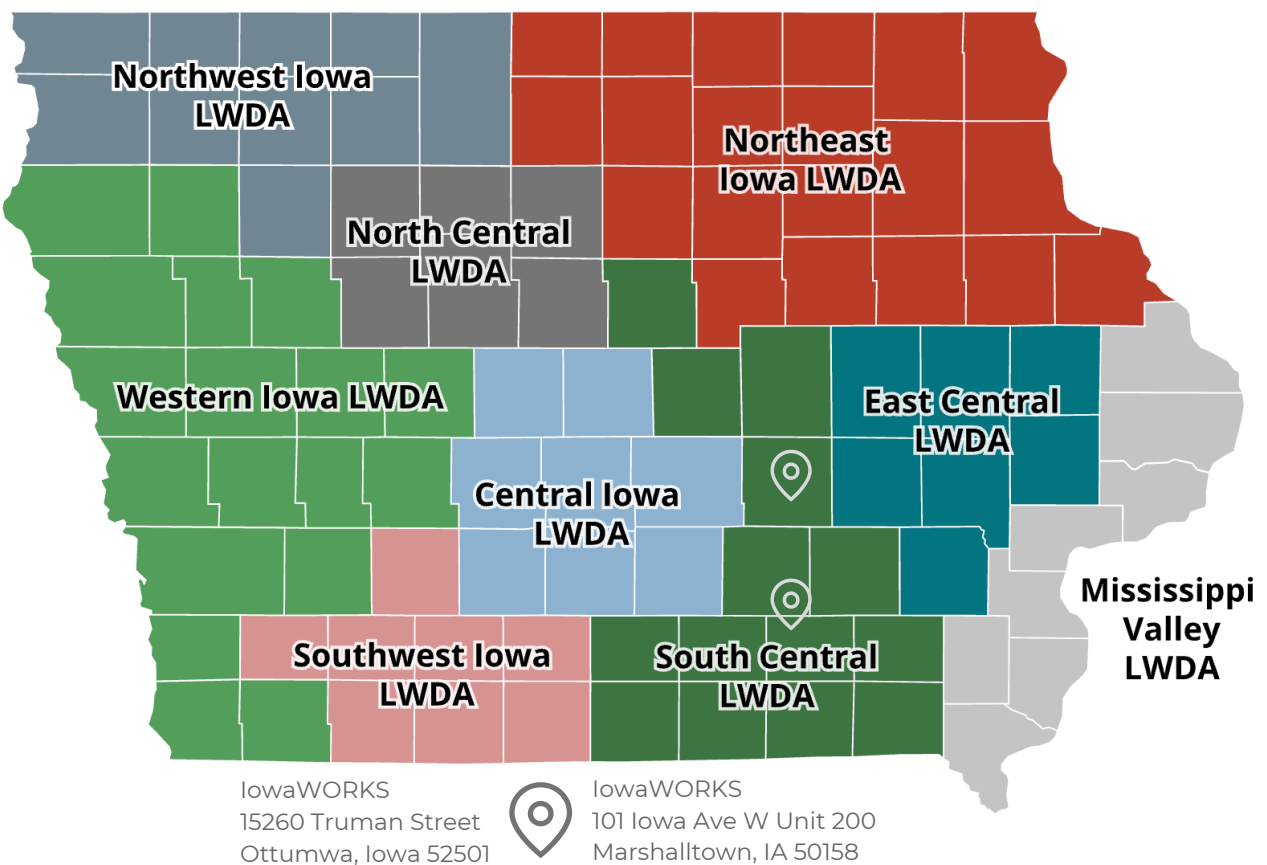 Northwest Iowa
LWDA
Northeast
Iowa LWDA
North Central
LWDA
Western Iowa LWDA
East Central
LWDA
Central Iowa
LWDA
Mississippi
Valley
LWDA
Southwest Iowa
LWDA
South Central
LWDA
IowaWORKS
15260 Truman Street
Ottumwa, Iowa 52501
IowaWORKS
101 Iowa Ave W Unit 200
Marshalltown, IA 50158